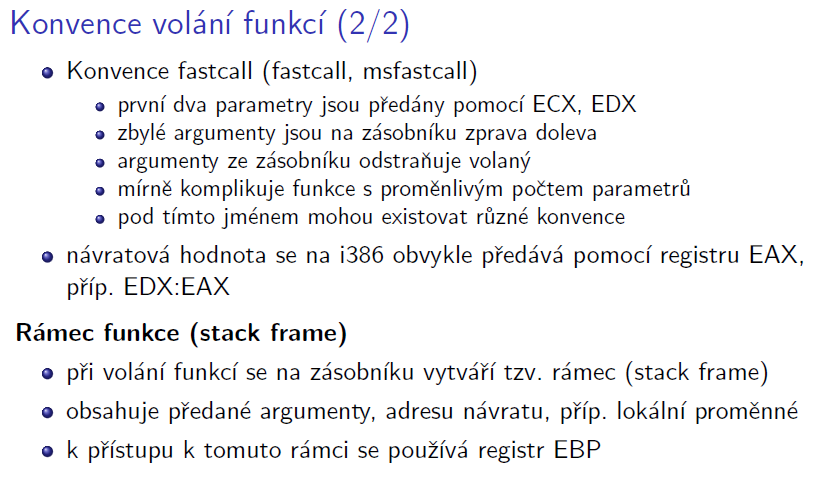 Konvence volání funkcí (2/2)
Konvence fastcall (fastcall, msfastcall)
první dva parametry jsou předány pomocí ECX, EDX
zbylé argumenty jsou na zásobníku zprava doleva
argumenty ze zásobníku odstraňuje volaný
mírně komplikuje funkce s proměnlivým počtem parametrů
pod tímto jménem mohou existovat různé konvence
návratová hodnota se na i386 obvykle předává pomocí registru EAX,
příp. EDX:EAX
Rámec funkce (stack frame)
při volání funkcí se na zásobníku vytváří tzv. rámec (stack frame)
obsahuje předané argumenty, adresu návratu, příp. lokální proměnné
k přístupu k tomuto rámci se používá registr EBP